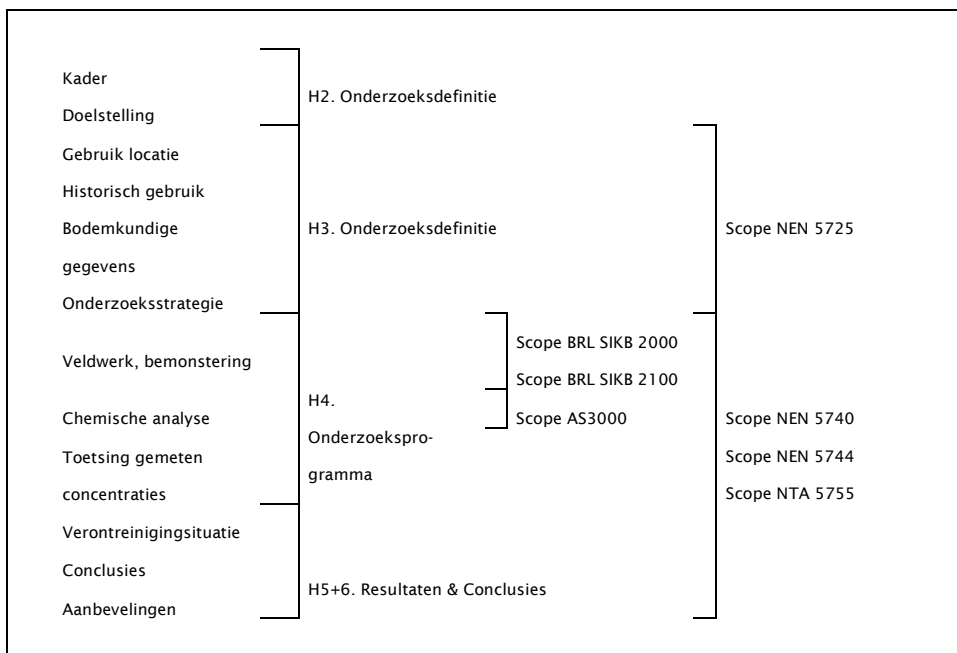 Kader
Doelstelling
H2. Onderzoeksdefinitie
Gebruik locatie
Historisch gebruik
Bodemkundige
gegevens
Onderzoeksstrategie
H3. Onderzoeksdefinitie
Scope NEN 5725
Veldwerk, bemonstering
Chemische analyse
Toetsing gemeten
concentraties
H4.
Onderzoekspro-
gramma
Scope BRL SIKB 2000
Scope BRL SIKB 2100
Scope AS3000
Scope NEN 5740
Scope NEN 5744
Scope NTA 5755
Verontreinigingsituatie
Conclusies
Aanbevelingen
H5+6. Resultaten & Conclusies